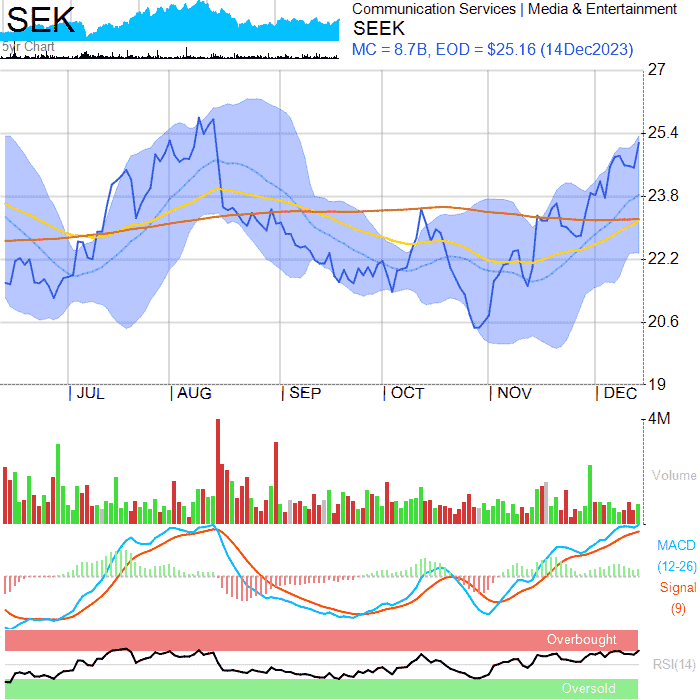 SEK
5yr Chart
Communication Services | Media & Entertainment
SEEK
MC = 8.7B, EOD = $25.16 (14Dec2023)
27
25.4
23.8
22.2
20.6
19
JUL AUG SEP OCT NOV DEC
4M
Volume
MACD
(12-26)
Signal
(9)
Overbought
RSI(14)
Oversold